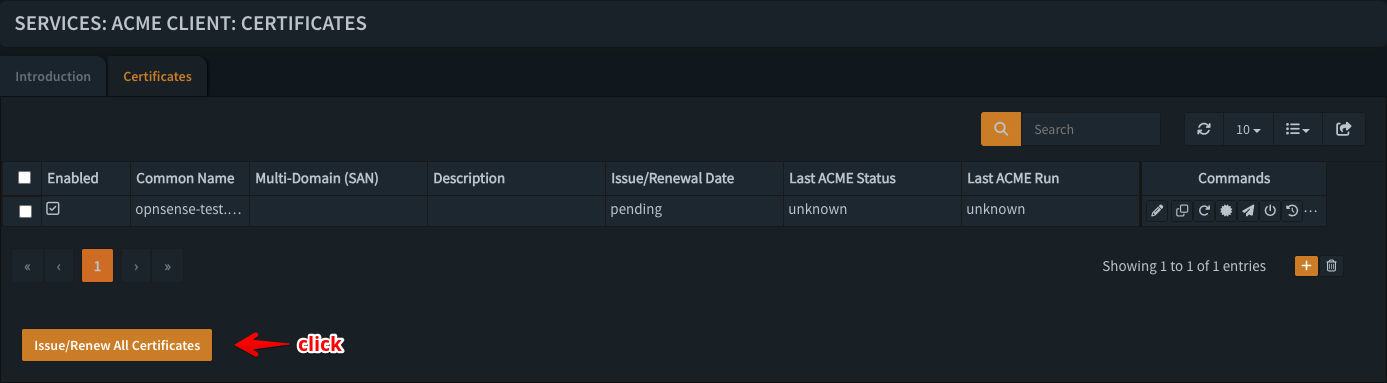 SERVICES: ACME CLIENT: CERTIFICATES
Introduction Certificates
Search 10
Enabled Common Name Multi-Domain (SAN) Description Issue/Renewal Date Last ACME Status Last ACME Run Commands
opnsense-test.... pending unknown unknown ...
« ‹ 1 › » Showing 1 to 1 of 1 entries +
Issue/Renew All Certificates click